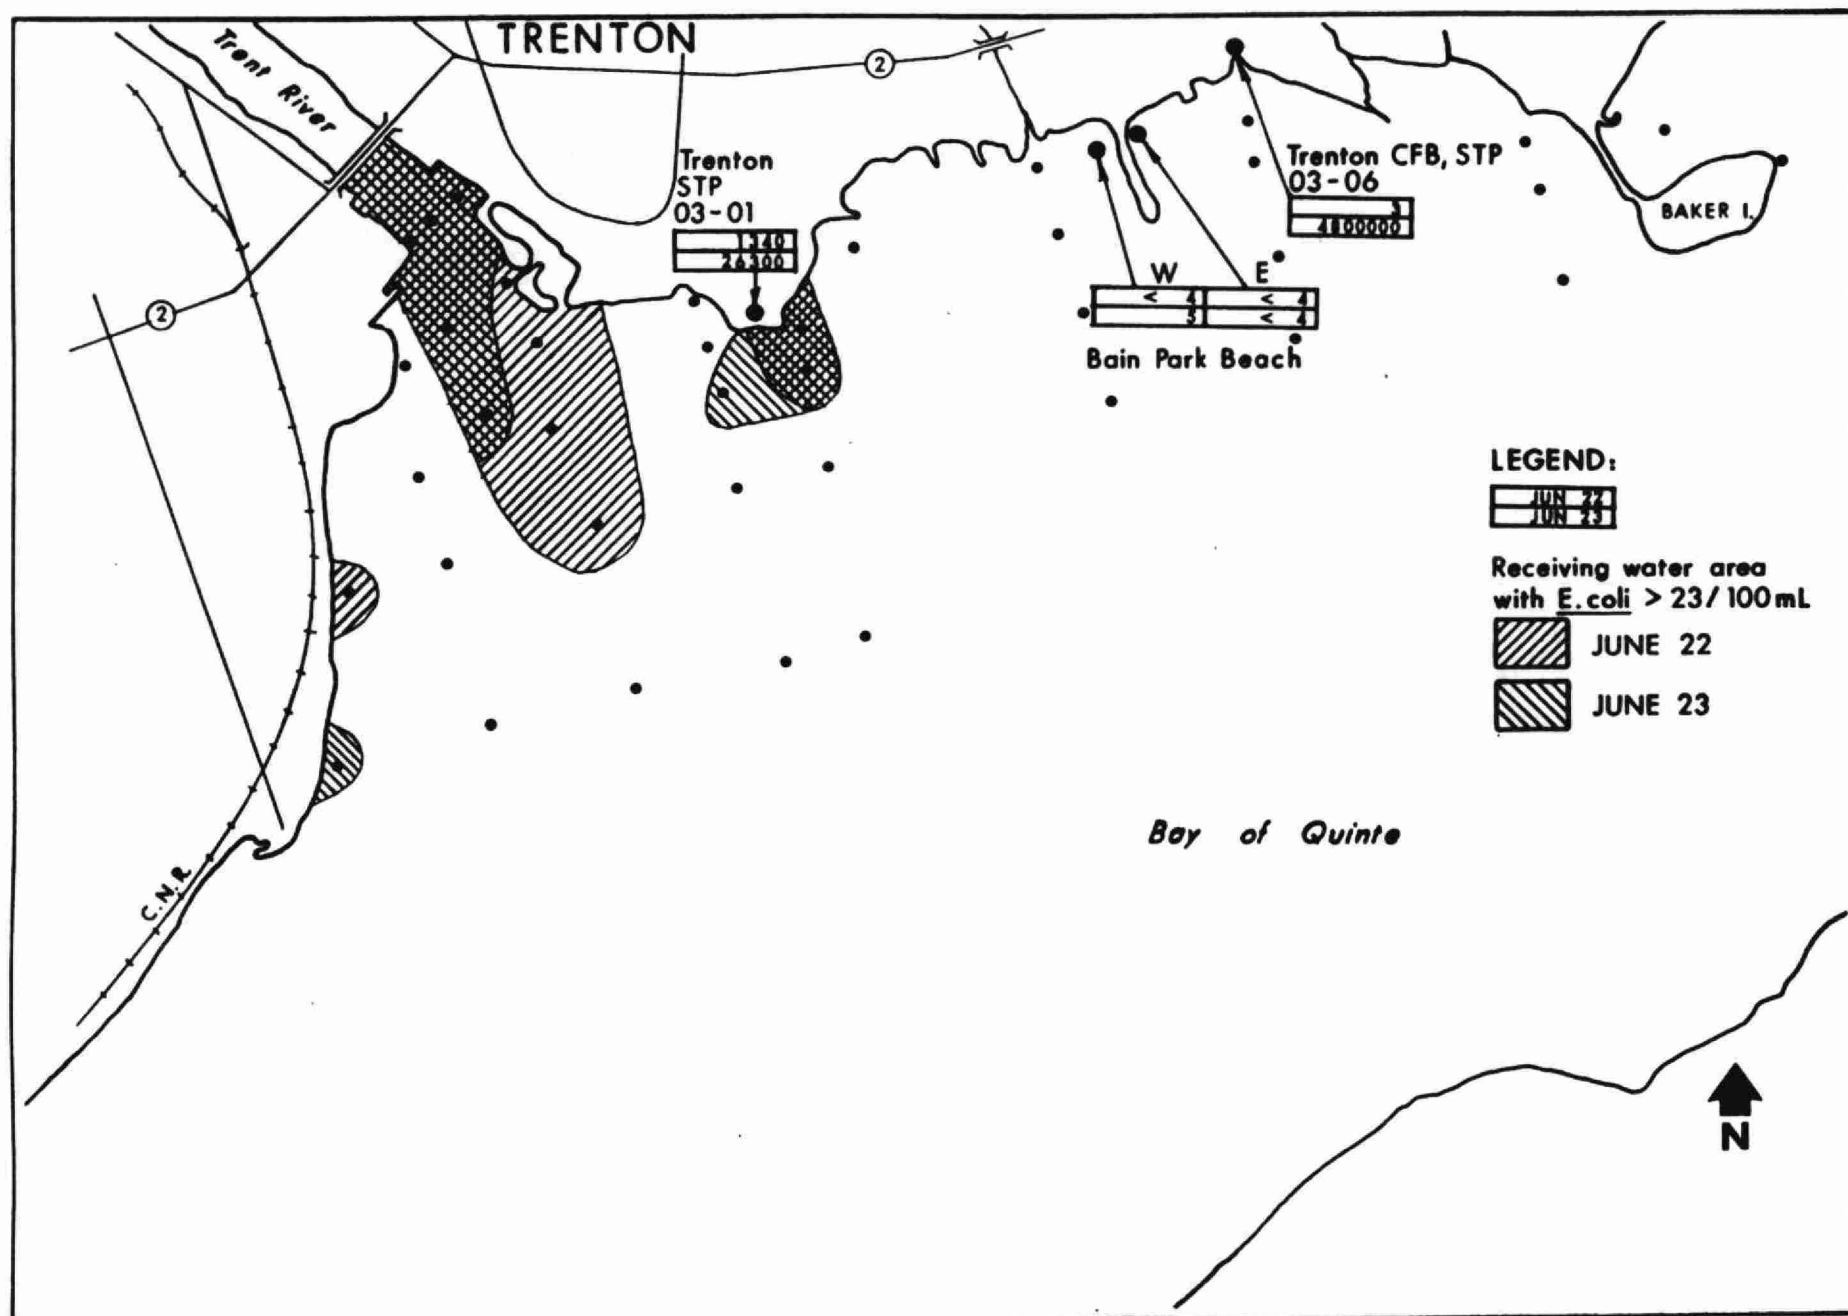 TRENTON
Trent River
2
2
Trenton
STP
03-01
1340
26300
Trenton CFB, STP
03-06
3
4800000
BAKER I.
W E
< 4 < 4
5 < 4
Bain Park Beach
LEGEND:
JUN 22
JUN 23
Receiving water area
with E.coli > 23/100mL
JUNE 22
JUNE 23
Bay of Quinte
C.N.R.
N